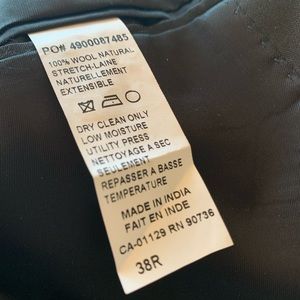 PO# 4900087485
100% WOOL NATURAL
STRETCH-LAINE
NATURELLEMENT
EXTENSIBLE
DRY CLEAN ONLY
LOW MOISTURE
UTILITY PRESS
NETTOYAGE A SEC
SEULEMENT
REPASSER A BASSE
TEMPERATURE
MADE IN INDIA
FAIT EN INDE
CA-01129 RN 90736
38R